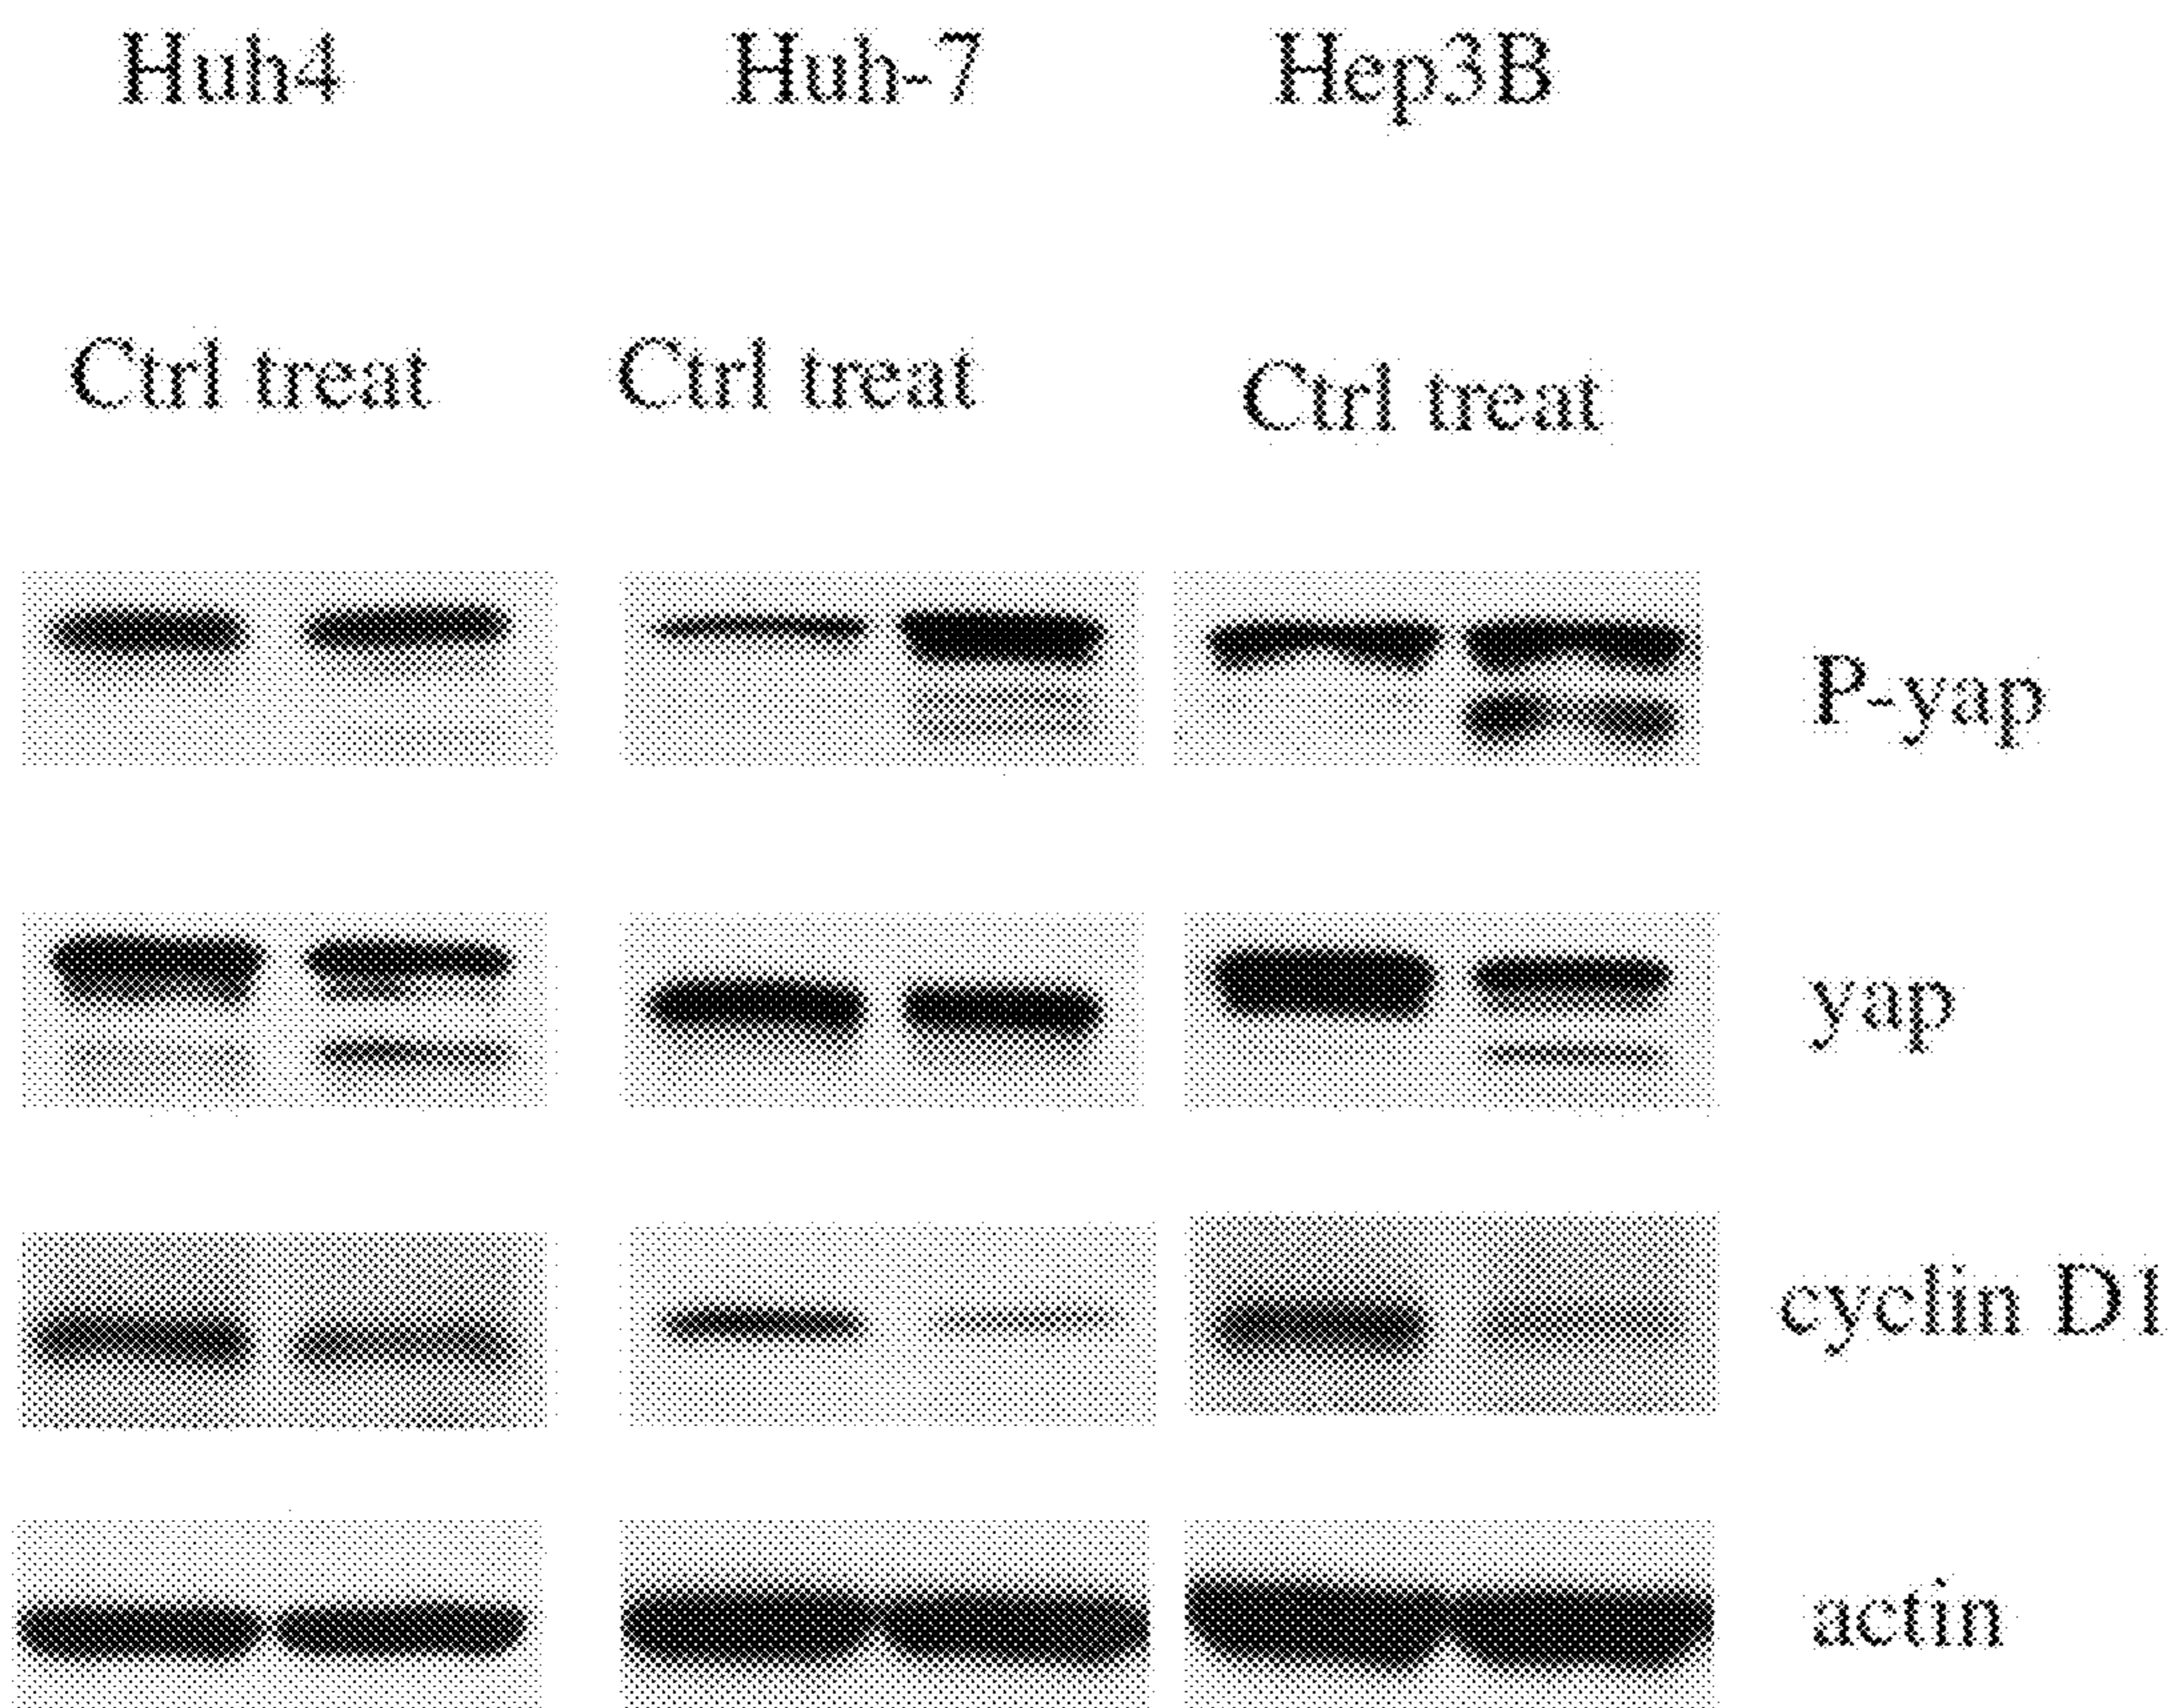 Huh4 Huh-7 Hep3B
Ctrl treat Ctrl treat Ctrl treat
P-yap
yap
cyclin D1
actin